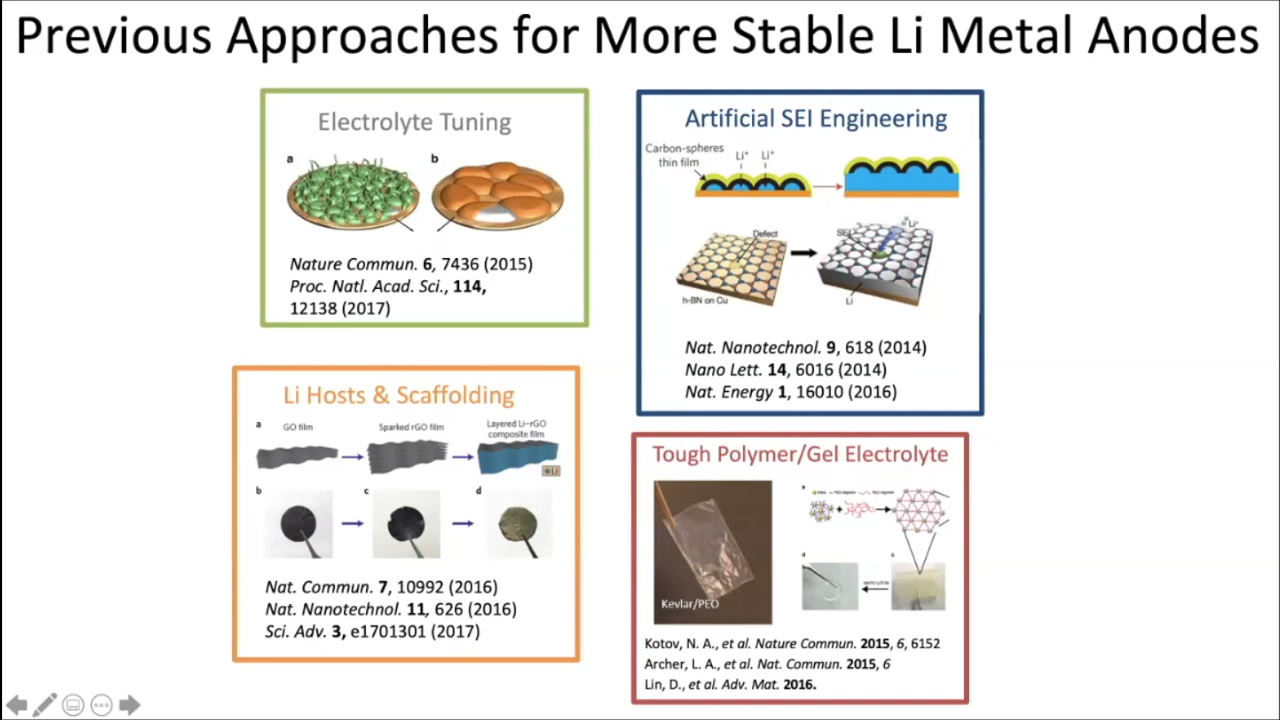 Previous Approaches for More Stable Li Metal Anodes
Electrolyte Tuning
a
b
Nature Commun. 6, 7436 (2015)
Proc. Natl. Acad. Sci., 114,
12138 (2017)
Artificial SEI Engineering
Carbon-spheres
thin film
Li⁺ Li⁺
Defect
SEI
Li⁺
h-BN on Cu
Li
Nat. Nanotechnol. 9, 618 (2014)
Nano Lett. 14, 6016 (2014)
Nat. Energy 1, 16010 (2016)
Li Hosts & Scaffolding
a
GO film
Sparked rGO film
Layered Li–rGO
composite film
Li
b
c
d
Nat. Commun. 7, 10992 (2016)
Nat. Nanotechnol. 11, 626 (2016)
Sci. Adv. 3, e1701301 (2017)
Tough Polymer/Gel Electrolyte
Kevlar/PEO
Kotov, N. A., et al. Nature Commun. 2015, 6, 6152
Archer, L. A., et al. Nat. Commun. 2015, 6
Lin, D., et al. Adv. Mat. 2016.